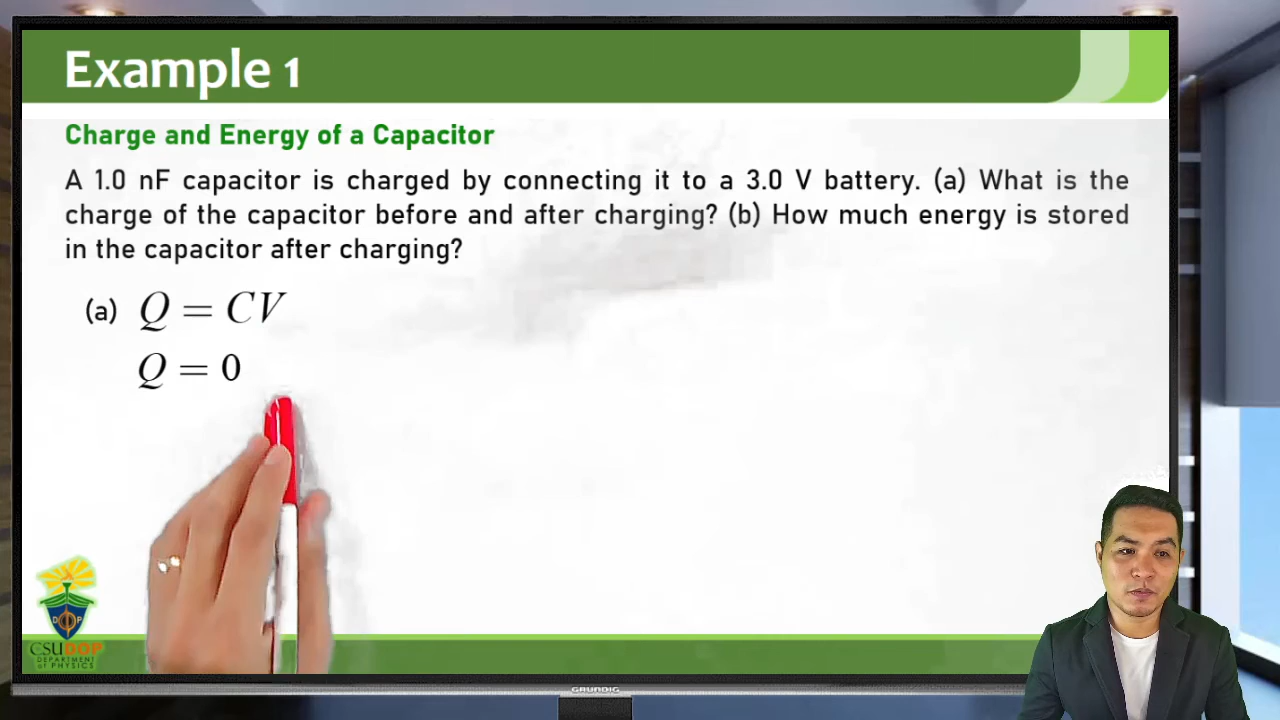 Example 1
Charge and Energy of a Capacitor
A 1.0 nF capacitor is charged by connecting it to a 3.0 V battery. (a) What is the
charge of the capacitor before and after charging? (b) How much energy is stored
in the capacitor after charging?
(a) Q = CV
Q = 0
D P
CSUDOP
DEPARTMENT
of PHYSICS
GRUNDIG